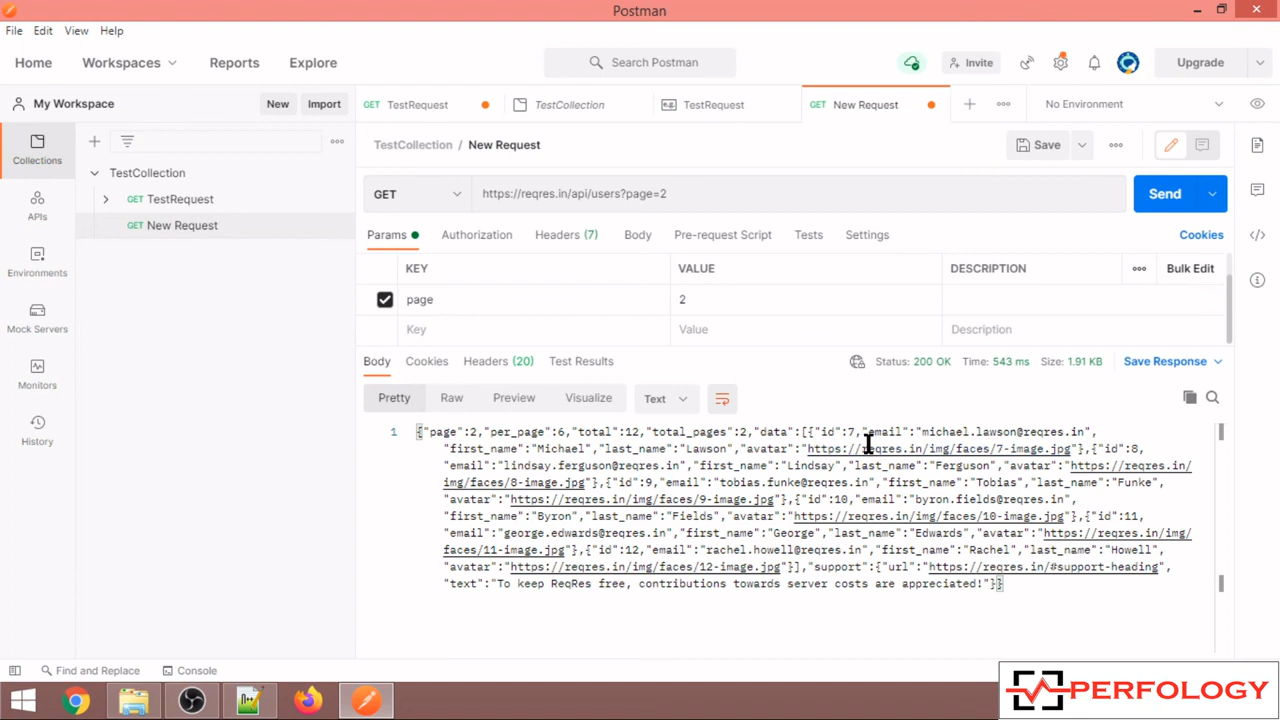 Postman
File Edit View Help
Home Workspaces Reports Explore Search Postman Invite Upgrade
My Workspace New Import GET TestRequest TestCollection TestRequest GET New Request No Environment
TestCollection / New Request Save
Collections
APIs
Environments
Mock Servers
Monitors
History
TestCollection
GET TestRequest
GET New Request
GET https://reqres.in/api/users?page=2 Send
Params Authorization Headers (7) Body Pre-request Script Tests Settings Cookies
KEY VALUE DESCRIPTION Bulk Edit
page 2
Key Value Description
Body Cookies Headers (20) Test Results Status: 200 OK Time: 543 ms Size: 1.91 KB Save Response
Pretty Raw Preview Visualize Text
1 {"page":2,"per_page":6,"total":12,"total_pages":2,"data":[{"id":7,"email":"michael.lawson@reqres.in",
"first_name":"Michael","last_name":"Lawson","avatar":"https://reqres.in/img/faces/7-image.jpg"},{"id":8,
"email":"lindsay.ferguson@reqres.in","first_name":"Lindsay","last_name":"Ferguson","avatar":"https://reqres.in/
img/faces/8-image.jpg"},{"id":9,"email":"tobias.funke@reqres.in","first_name":"Tobias","last_name":"Funke",
"avatar":"https://reqres.in/img/faces/9-image.jpg"},{"id":10,"email":"byron.fields@reqres.in",
"first_name":"Byron","last_name":"Fields","avatar":"https://reqres.in/img/faces/10-image.jpg"},{"id":11,
"email":"george.edwards@reqres.in","first_name":"George","last_name":"Edwards","avatar":"https://reqres.in/img/
faces/11-image.jpg"},{"id":12,"email":"rachel.howell@reqres.in","first_name":"Rachel","last_name":"Howell",
"avatar":"https://reqres.in/img/faces/12-image.jpg"}],"support":{"url":"https://reqres.in/#support-heading",
"text":"To keep ReqRes free, contributions towards server costs are appreciated!"}}
Find and Replace Console
PERFOLOGY